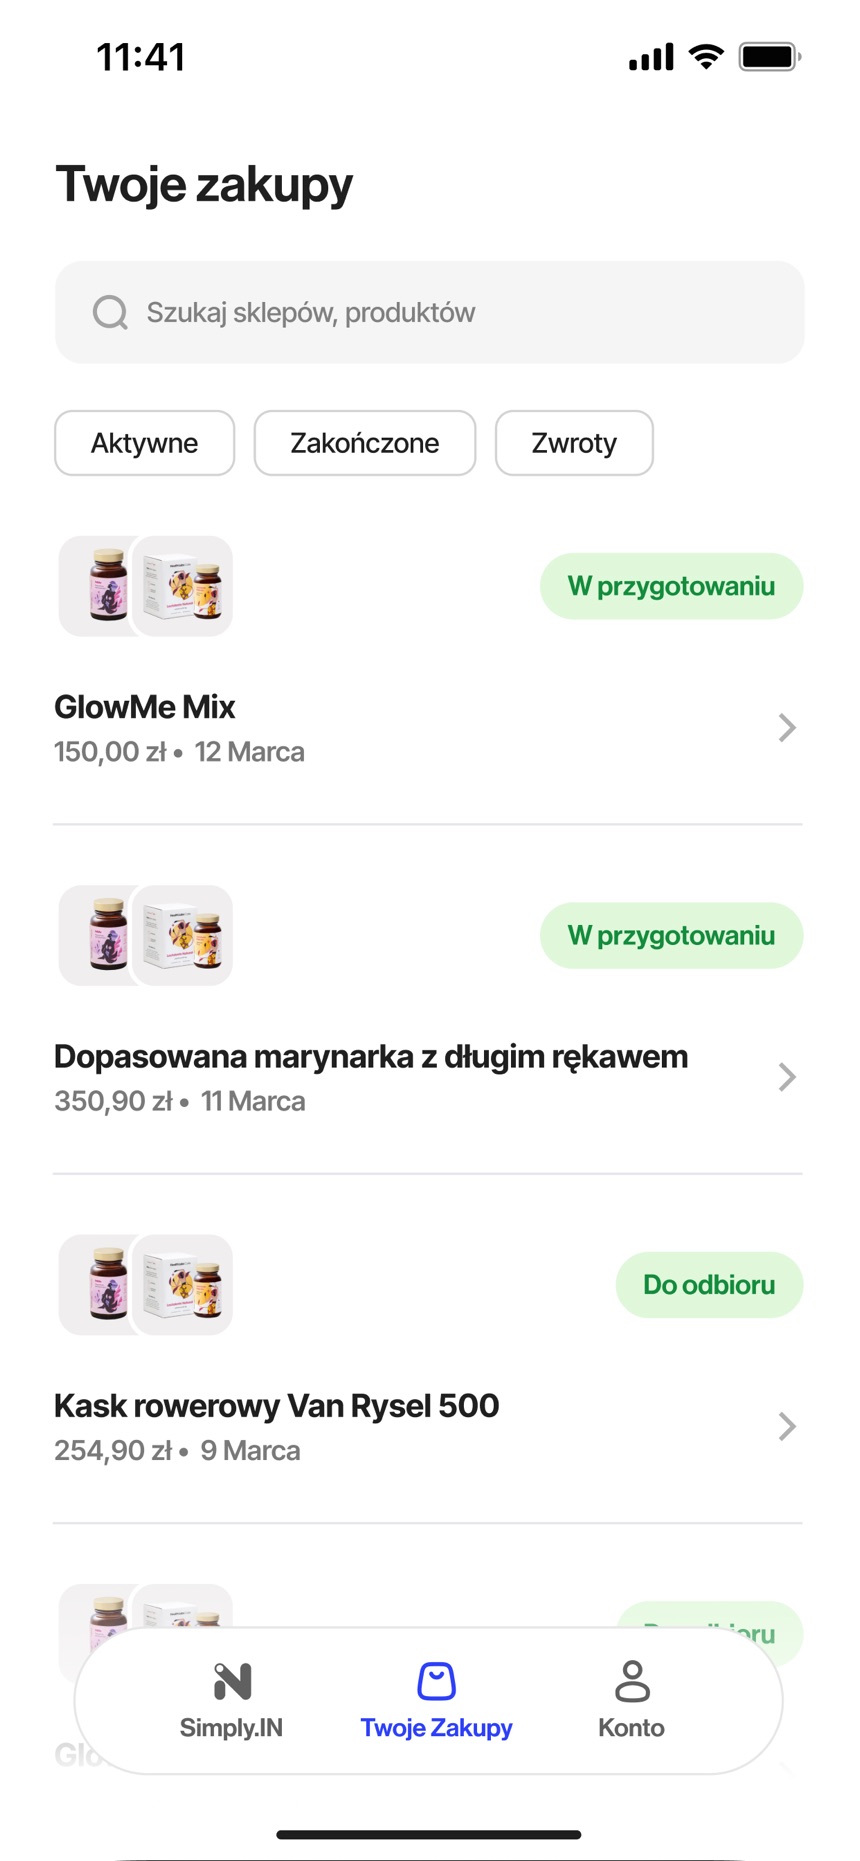 11:41
Twoje zakupy
Szukaj sklepów, produktów
Aktywne
Zakończone
Zwroty
W przygotowaniu
GlowMe Mix
150,00 zł • 12 Marca
W przygotowaniu
Dopasowana marynarka z długim rękawem
350,90 zł • 11 Marca
Do odbioru
Kask rowerowy Van Rysel 500
254,90 zł • 9 Marca
Simply.IN
Twoje Zakupy
Konto